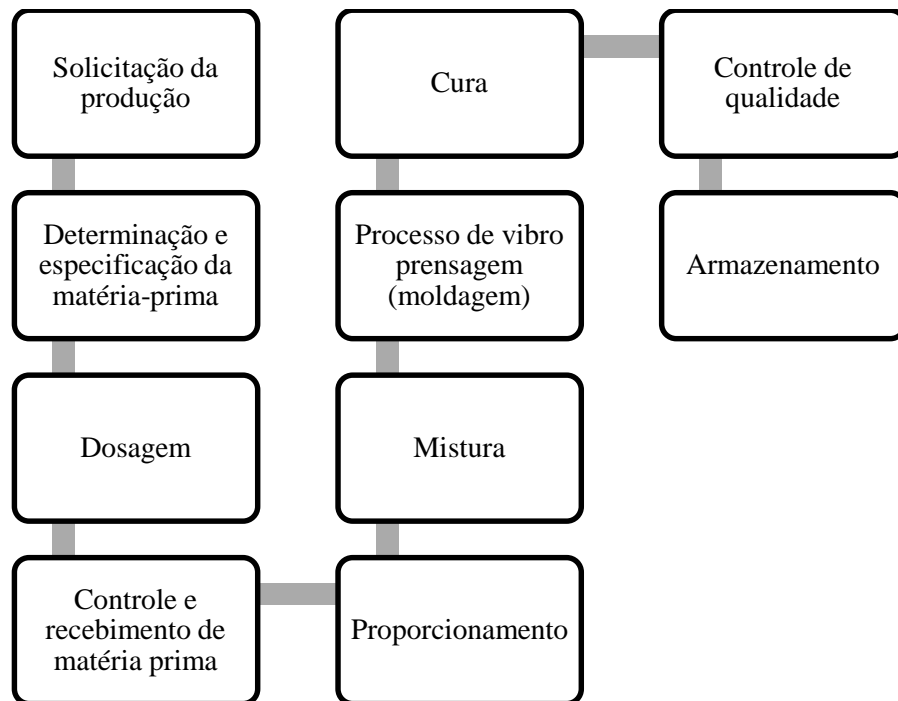 Solicitação da
produção
Determinação e
especificação da
matéria-prima
Dosagem
Controle e
recebimento de
matéria prima
Proporcionamento
Mistura
Processo de vibro
prensagem
(moldagem)
Cura
Controle de
qualidade
Armazenamento